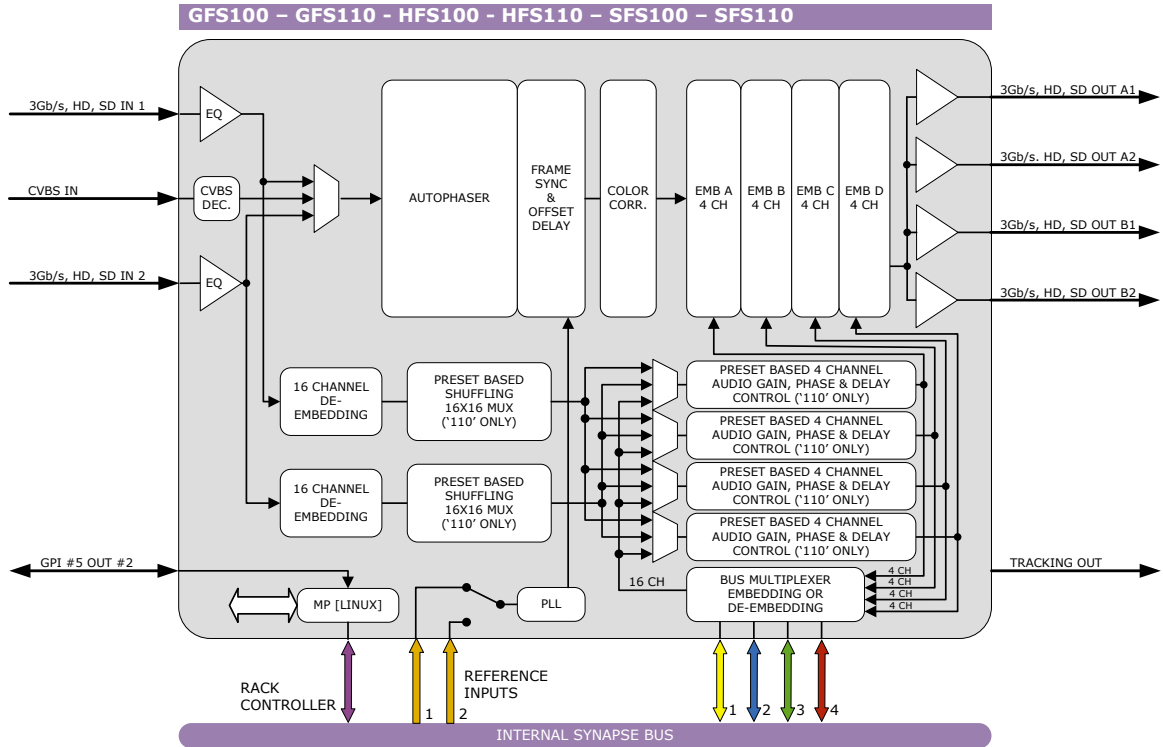 GFS100 – GFS110 - HFS100 - HFS110 – SFS100 – SFS110
3Gb/s, HD, SD IN 1
EQ
CVBS IN
CVBS
DEC.
3Gb/s, HD, SD IN 2
EQ
AUTOPHASER
FRAME
SYNC
&
OFFSET
DELAY
COLOR
CORR.
EMB A
4 CH
EMB B
4 CH
EMB C
4 CH
EMB D
4 CH
3Gb/s, HD, SD OUT A1
3Gb/s. HD, SD OUT A2
3Gb/s, HD, SD OUT B1
3Gb/s, HD, SD OUT B2
16 CHANNEL
DE-
EMBEDDING
PRESET BASED
SHUFFLING
16X16 MUX
(‘110’ ONLY)
16 CHANNEL
DE-
EMBEDDING
PRESET BASED
SHUFFLING
16X16 MUX
(‘110’ ONLY)
PRESET BASED 4 CHANNEL
AUDIO GAIN, PHASE & DELAY
CONTROL (‘110’ ONLY)
PRESET BASED 4 CHANNEL
AUDIO GAIN, PHASE & DELAY
CONTROL (‘110’ ONLY)
PRESET BASED 4 CHANNEL
AUDIO GAIN, PHASE & DELAY
CONTROL (‘110’ ONLY)
PRESET BASED 4 CHANNEL
AUDIO GAIN, PHASE & DELAY
CONTROL (‘110’ ONLY)
GPI #5 OUT #2
MP [LINUX]
PLL
16 CH
BUS MULTIPLEXER
EMBEDDING OR
DE-EMBEDDING
4 CH
4 CH
4 CH
4 CH
TRACKING OUT
RACK
CONTROLLER
REFERENCE
INPUTS
1
2
1
2
3
4
INTERNAL SYNAPSE BUS